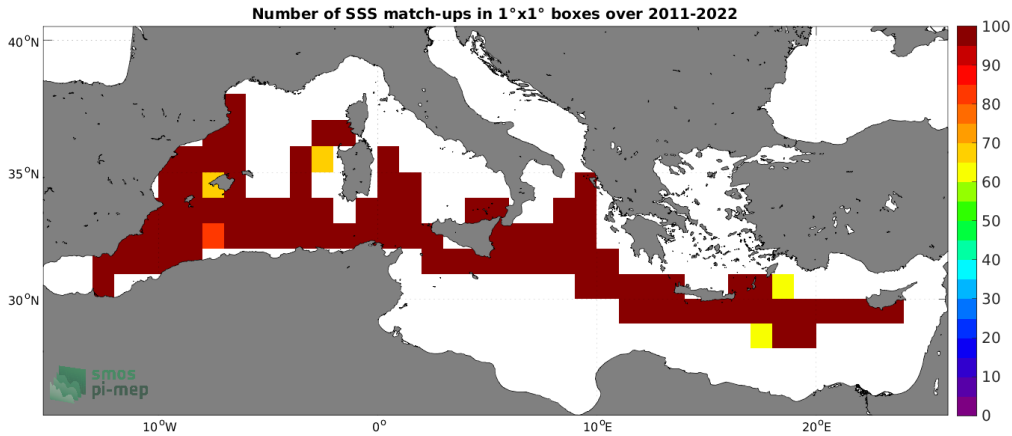 Number of SSS match-ups in 1°x1° boxes over 2011-2022
40°N
35°N
30°N
10°W
0°
10°E
20°E
100
90
80
70
60
50
40
30
20
10
0
smos
pi-mep